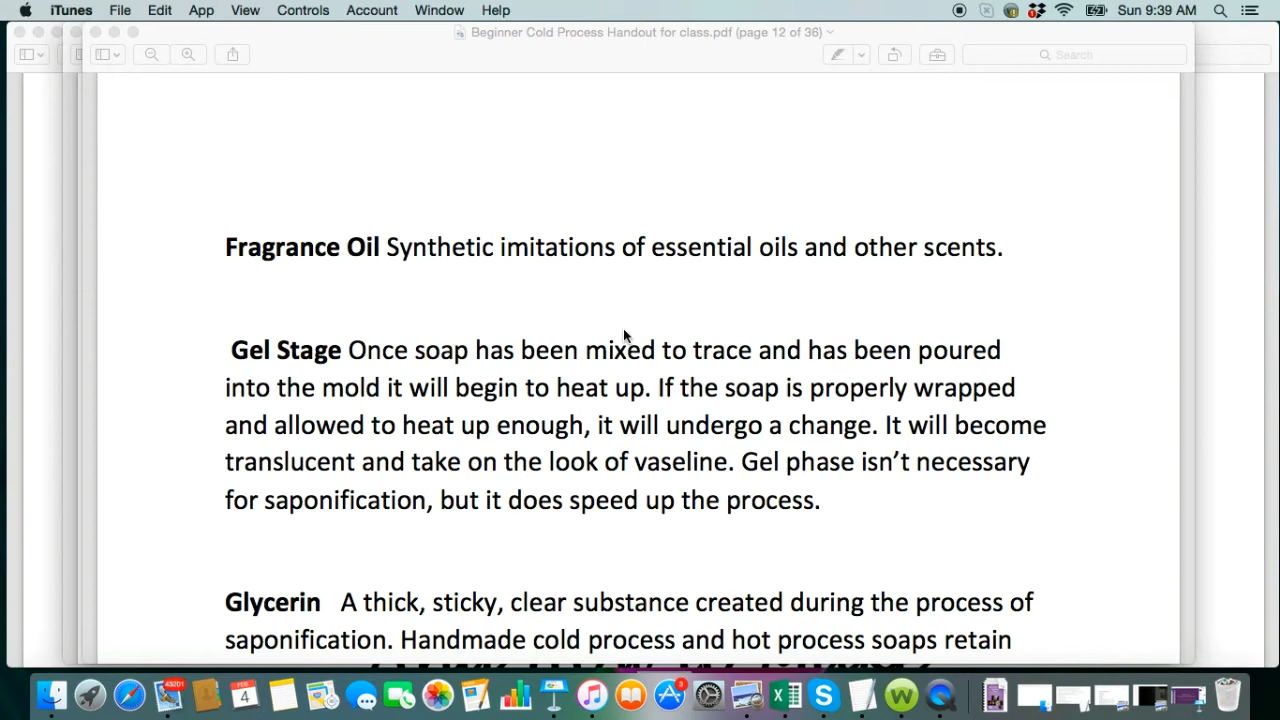 iTunes File Edit View Controls Account Window Help Sun 9:39 AM
Beginner Cold Process Handout for class.pdf (page 12 of 36)
Search
Fragrance Oil Synthetic imitations of essential oils and other scents.
Gel Stage Once soap has been mixed to trace and has been poured
into the mold it will begin to heat up. If the soap is properly wrapped
and allowed to heat up enough, it will undergo a change. It will become
translucent and take on the look of vaseline. Gel phase isn’t necessary
for saponification, but it does speed up the process.
Glycerin A thick, sticky, clear substance created during the process of
saponification. Handmade cold process and hot process soaps retain
43201
FEB
4
3